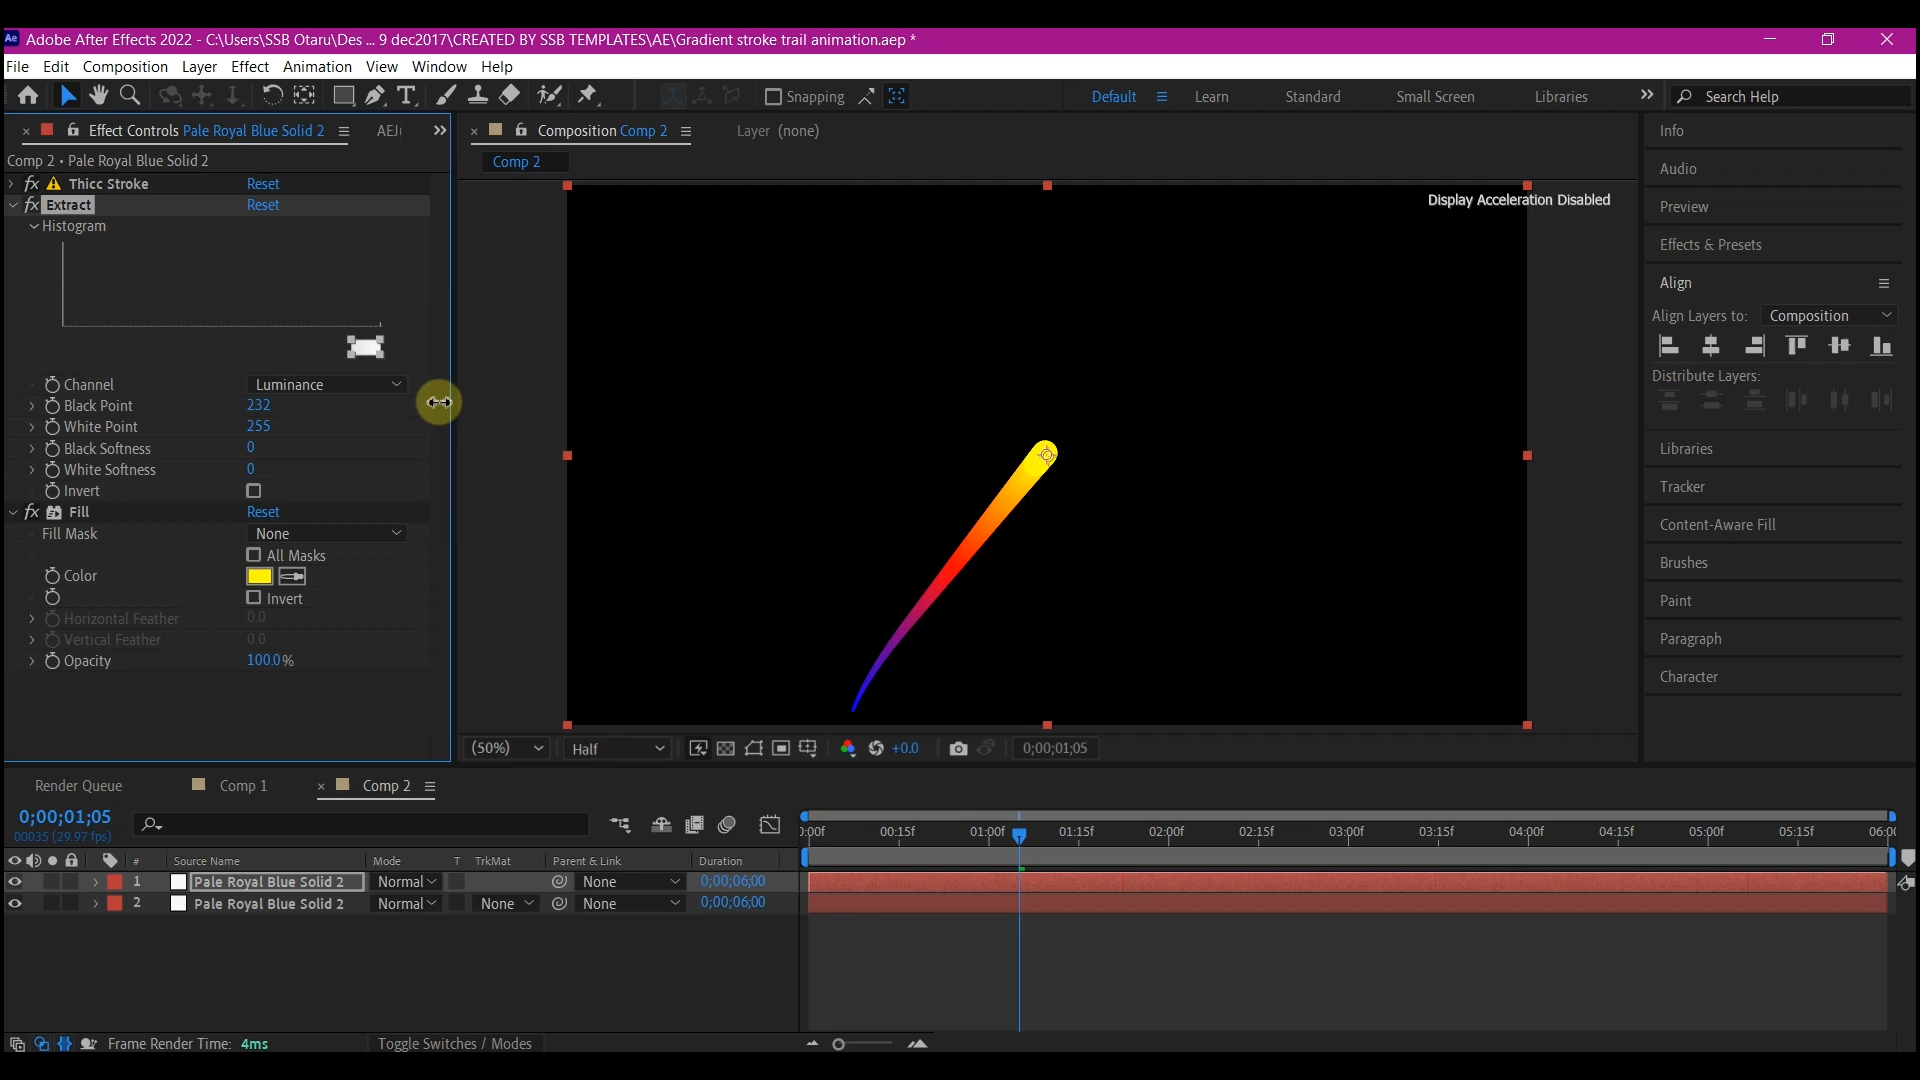 Ae Adobe After Effects 2022 - C:\Users\SSB Otaru\Des ... 9 dec2017\CREATED BY SSB TEMPLATES\AE\Gradient stroke trail animation.aep *
File Edit Composition Layer Effect Animation View Window Help
Snapping Default Learn Standard Small Screen Libraries Search Help
Effect Controls Pale Royal Blue Solid 2
Composition Comp 2 Layer (none)
Comp 2 • Pale Royal Blue Solid 2
Comp 2
fx Thicc Stroke Reset
fx Extract Reset
Histogram
Channel Luminance
Black Point 232
White Point 255
Black Softness 0
White Softness 0
Invert
fx Fill Reset
Fill Mask None
All Masks
Color
Invert
Horizontal Feather 0.0
Vertical Feather 0.0
Opacity 100.0%
Display Acceleration Disabled
(50%) Half +0.0 0;00;01;05
Info
Audio
Preview
Effects & Presets
Align
Align Layers to: Composition
Distribute Layers:
Libraries
Tracker
Content-Aware Fill
Brushes
Paint
Paragraph
Character
Render Queue Comp 1 Comp 2
0;00;01;05
00035 (29.97 fps)
00f 00:15f 01:00f 01:15f 02:00f 02:15f 03:00f 03:15f 04:00f 04:15f 05:00f 05:15f 06:00
# Source Name Mode T TrkMat Parent & Link Duration
1 Pale Royal Blue Solid 2 Normal None 0;00;06;00
2 Pale Royal Blue Solid 2 Normal None None 0;00;06;00
Frame Render Time: 4ms Toggle Switches / Modes